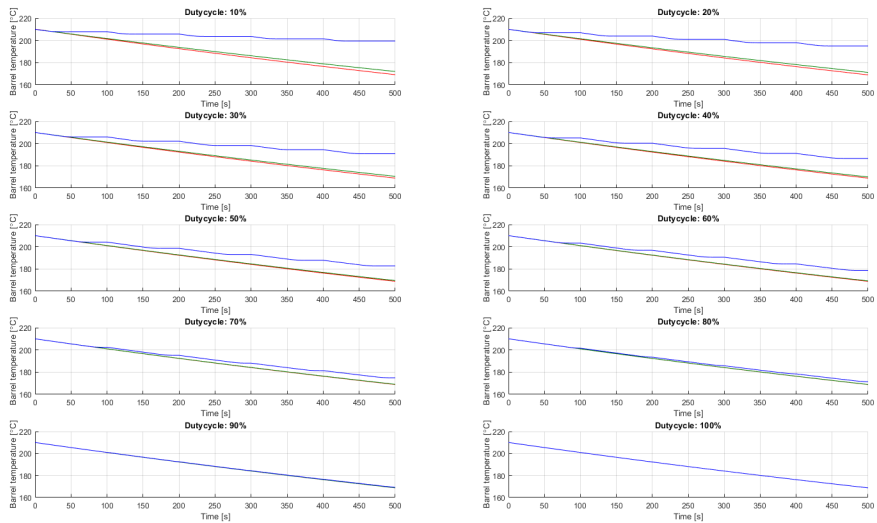 Dutycycle: 10%
Barrel temperature [°C]
220
200
180
160
0 50 100 150 200 250 300 350 400 450 500
Time [s]
Dutycycle: 20%
Barrel temperature [°C]
220
200
180
160
0 50 100 150 200 250 300 350 400 450 500
Time [s]
Dutycycle: 30%
Barrel temperature [°C]
220
200
180
160
0 50 100 150 200 250 300 350 400 450 500
Time [s]
Dutycycle: 40%
Barrel temperature [°C]
220
200
180
160
0 50 100 150 200 250 300 350 400 450 500
Time [s]
Dutycycle: 50%
Barrel temperature [°C]
220
200
180
160
0 50 100 150 200 250 300 350 400 450 500
Time [s]
Dutycycle: 60%
Barrel temperature [°C]
220
200
180
160
0 50 100 150 200 250 300 350 400 450 500
Time [s]
Dutycycle: 70%
Barrel temperature [°C]
220
200
180
160
0 50 100 150 200 250 300 350 400 450 500
Time [s]
Dutycycle: 80%
Barrel temperature [°C]
220
200
180
160
0 50 100 150 200 250 300 350 400 450 500
Time [s]
Dutycycle: 90%
Barrel temperature [°C]
220
200
180
160
0 50 100 150 200 250 300 350 400 450 500
Time [s]
Dutycycle: 100%
Barrel temperature [°C]
220
200
180
160
0 50 100 150 200 250 300 350 400 450 500
Time [s]